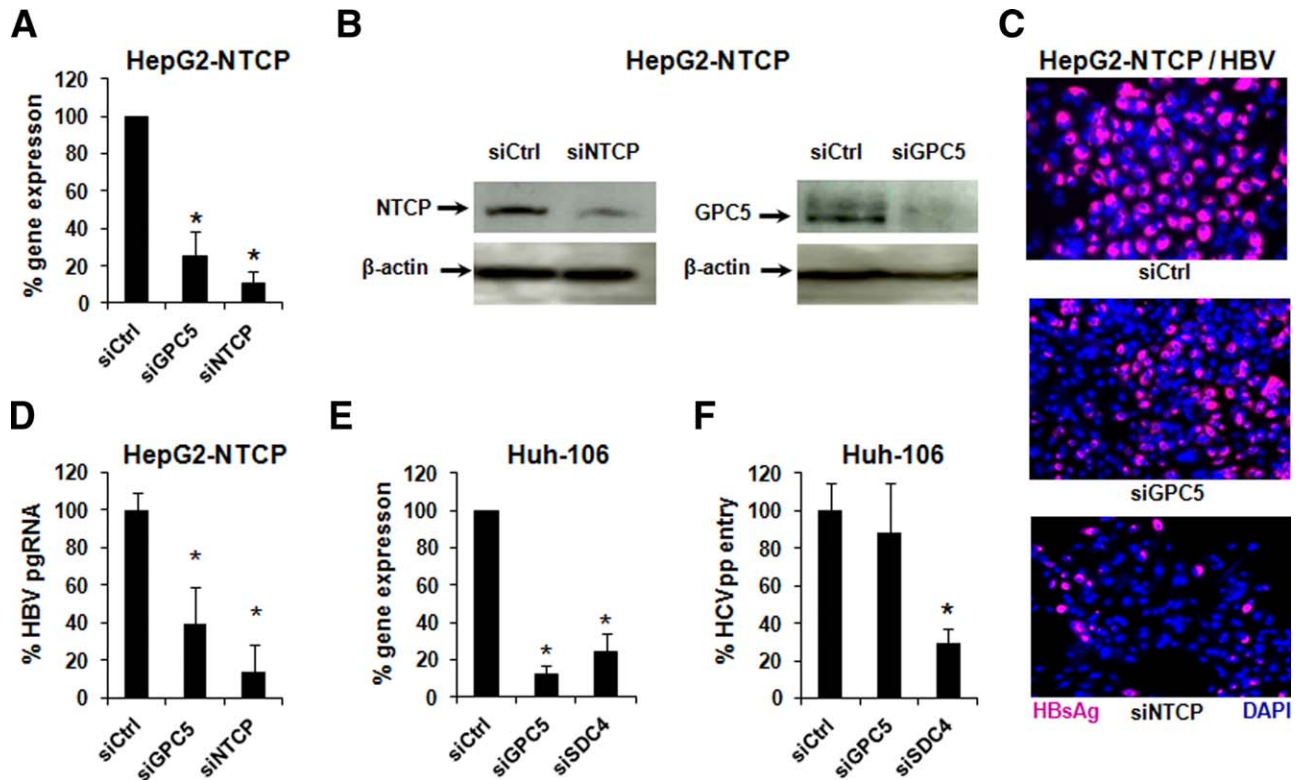 A
HepG2-NTCP
% gene expresson
120
100
80
60
40
20
0
siCtrl
siGPC5
siNTCP
*
*
B
HepG2-NTCP
siCtrl siNTCP
NTCP
β-actin
siCtrl siGPC5
GPC5
β-actin
C
HepG2-NTCP / HBV
siCtrl
siGPC5
HBsAg siNTCP DAPI
D
HepG2-NTCP
% HBV pgRNA
120
100
80
60
40
20
0
siCtrl
siGPC5
siNTCP
*
*
E
Huh-106
% gene expresson
120
100
80
60
40
20
0
siCtrl
siGPC5
siSDC4
*
*
F
Huh-106
% HCVpp entry
120
100
80
60
40
20
0
siCtrl
siGPC5
siSDC4
*